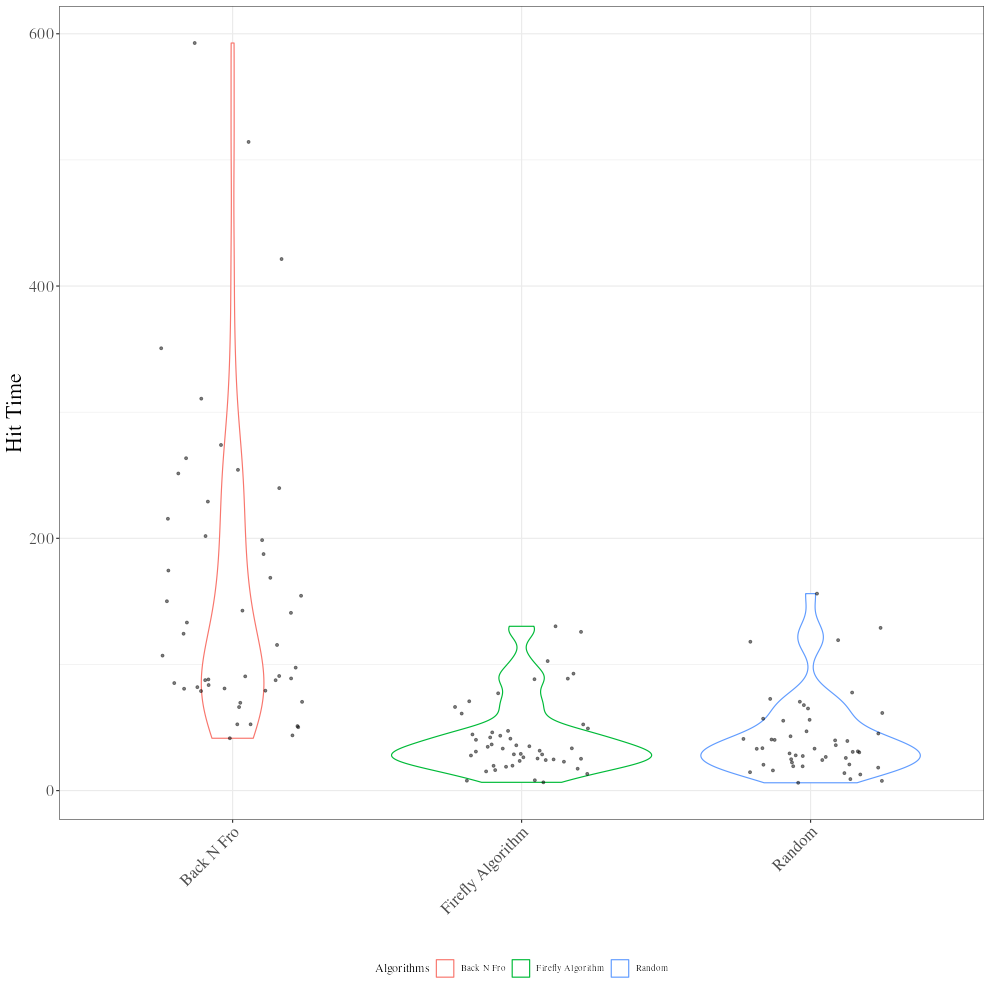 Hit Time
600
400
200
0
Back N Fro
Firefly Algorithm
Random
Algorithms Back N Fro Firefly Algorithm Random